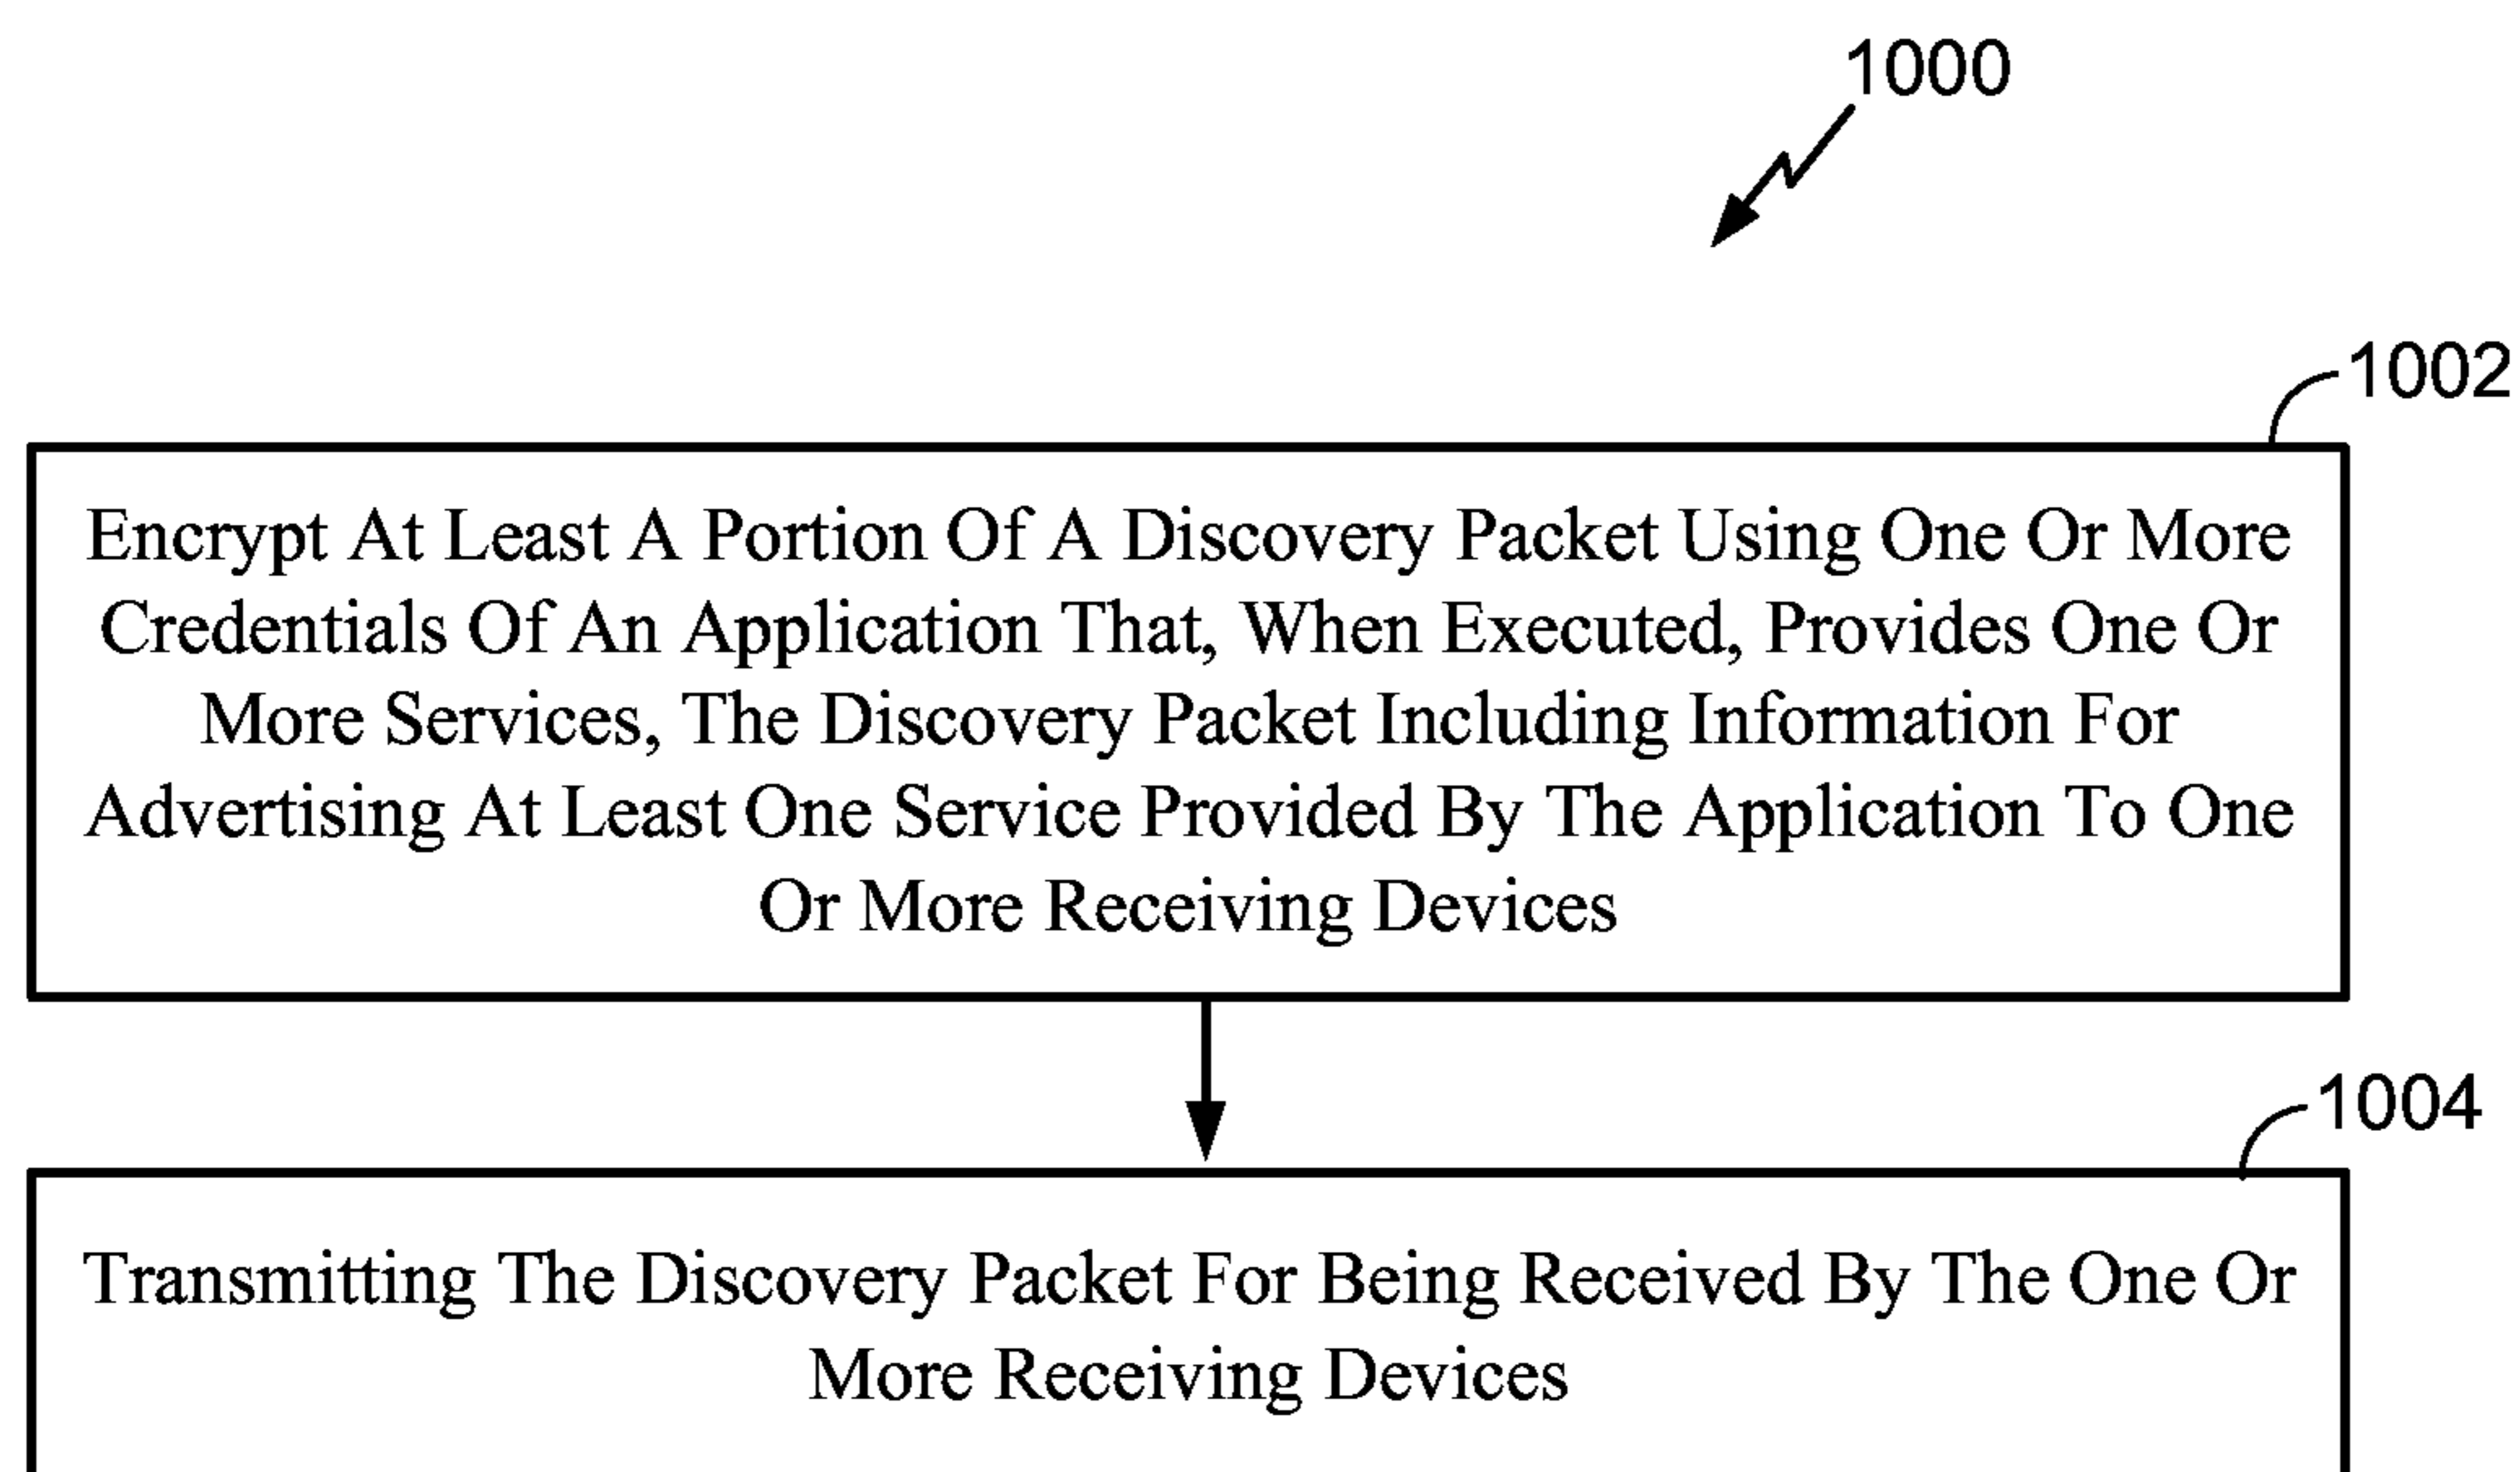 1000
1002
Encrypt At Least A Portion Of A Discovery Packet Using One Or More
Credentials Of An Application That, When Executed, Provides One Or
More Services, The Discovery Packet Including Information For
Advertising At Least One Service Provided By The Application To One
Or More Receiving Devices
1004
Transmitting The Discovery Packet For Being Received By The One Or
More Receiving Devices